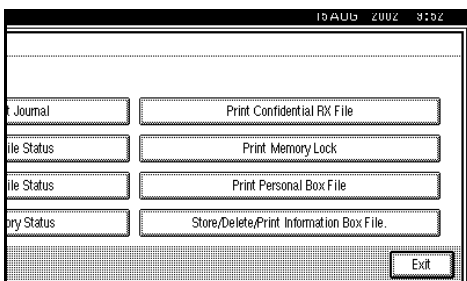 15 AUG 2002 9:52
t Journal Print Confidential RX File
ile Status Print Memory Lock
ile Status Print Personal Box File
ory Status Store/Delete/Print Information Box File.
Exit